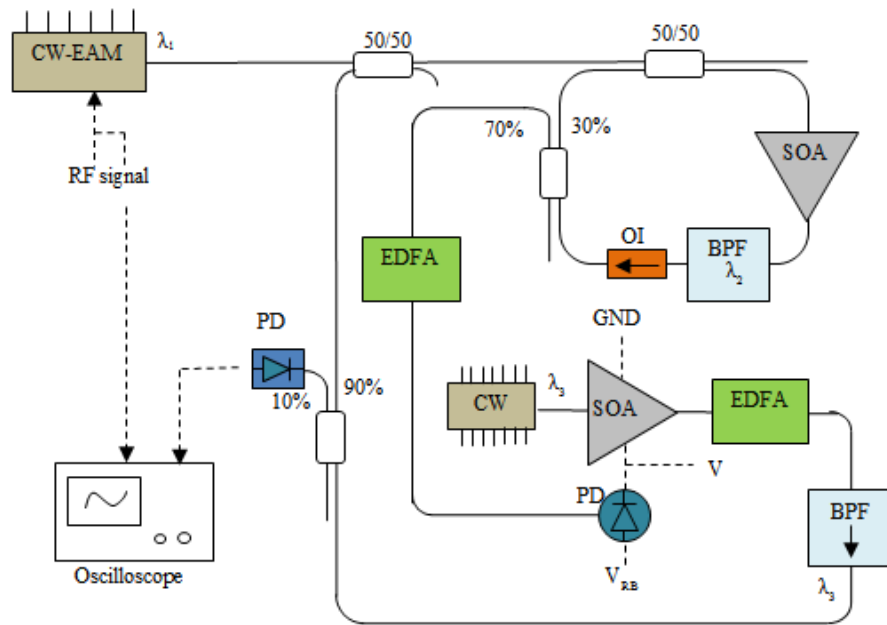 50/50
50/50
CW-EAM
λ₁
70%
30%
SOA
RF signal
OI
BPF
λ₂
EDFA
GND
PD
90%
10%
CW
λ₃
SOA
EDFA
V
PD
BPF
V_RB
λ₃
Oscilloscope